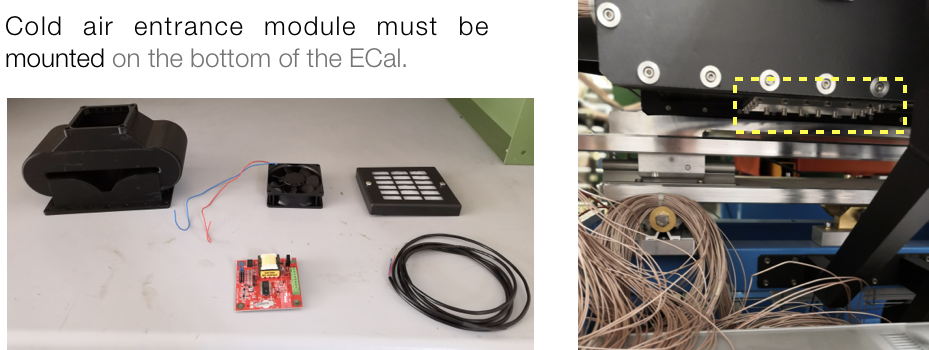 Cold air entrance module must be
mounted on the bottom of the ECal.